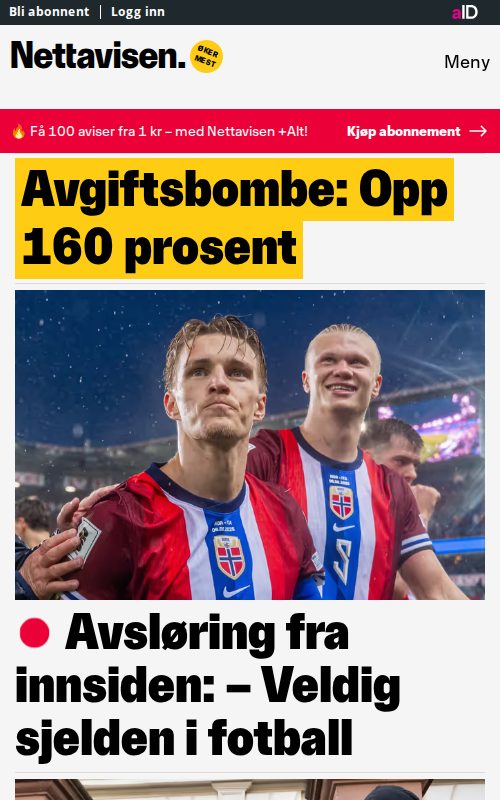 Bli abonnent | Logg inn
aID
Nettavisen.
ØKER
MEST
Meny
🔥 Få 100 aviser fra 1 kr – med Nettavisen +Alt!
Kjøp abonnement →
Avgiftsbombe: Opp
160 prosent
Avsløring fra
innsiden: – Veldig
sjelden i fotball